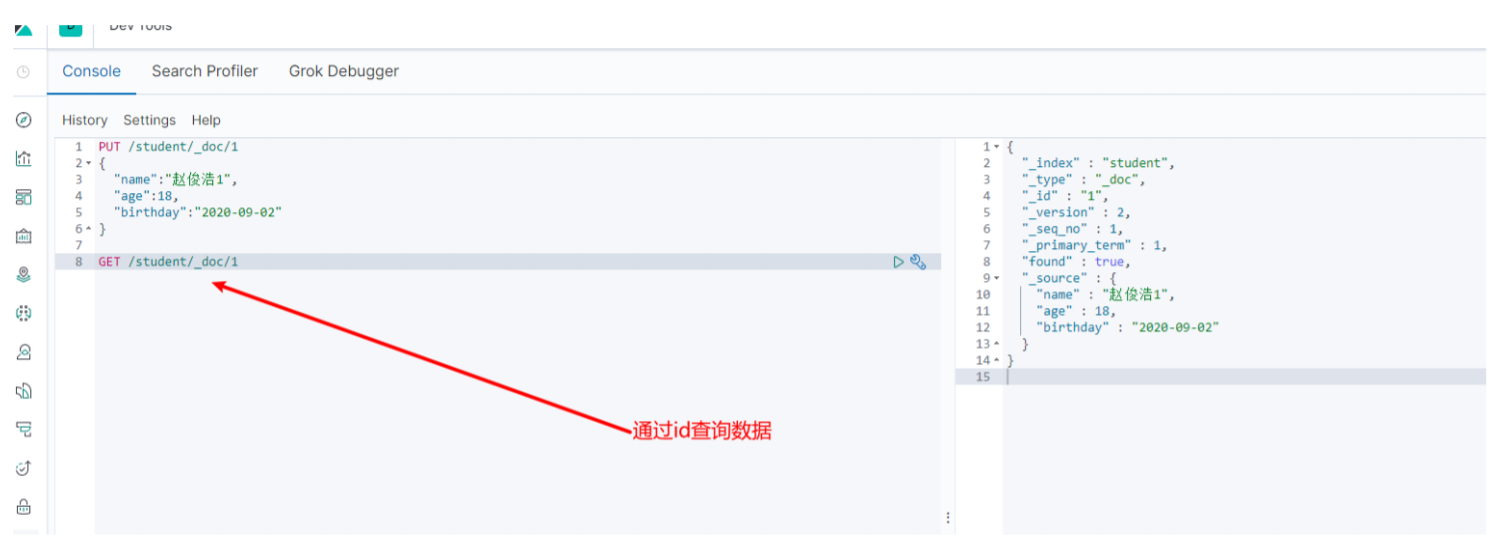 Dev Tools
Console Search Profiler Grok Debugger
History Settings Help
1 PUT /student/_doc/1
2 {
3 "name":"赵俊浩1",
4 "age":18,
5 "birthday":"2020-09-02"
6 }
7
8 GET /student/_doc/1
通过id查询数据
1 {
2 "_index" : "student",
3 "_type" : "_doc",
4 "_id" : "1",
5 "_version" : 2,
6 "_seq_no" : 1,
7 "_primary_term" : 1,
8 "found" : true,
9 "_source" : {
10 "name" : "赵俊浩1",
11 "age" : 18,
12 "birthday" : "2020-09-02"
13 }
14 }
15